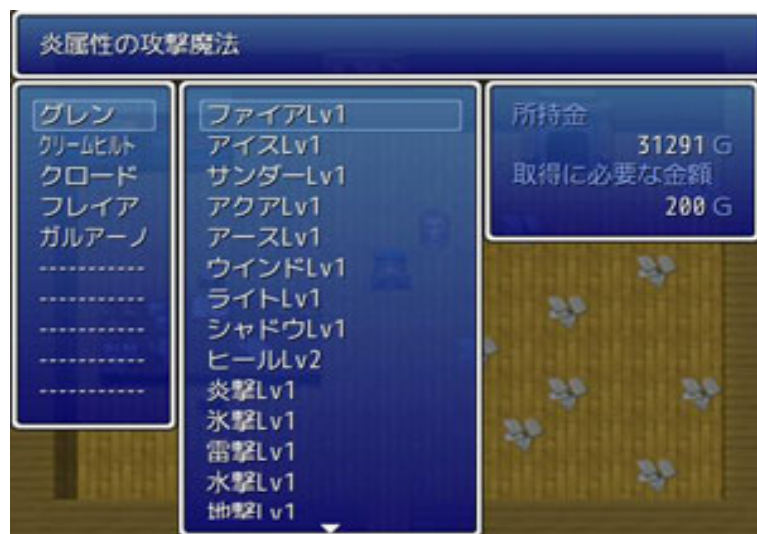 炎属性の攻撃魔法
グレン
クリームヒルト
クロード
フレイア
ガルアーノ
-----------
-----------
-----------
-----------
-----------
ファイアLv1
アイスLv1
サンダーLv1
アクアLv1
アースLv1
ウインドLv1
ライトLv1
シャドウLv1
ヒールLv2
炎撃Lv1
氷撃Lv1
雷撃Lv1
水撃Lv1
地撃Lv1
所持金
31291 G
取得に必要な金額
200 G